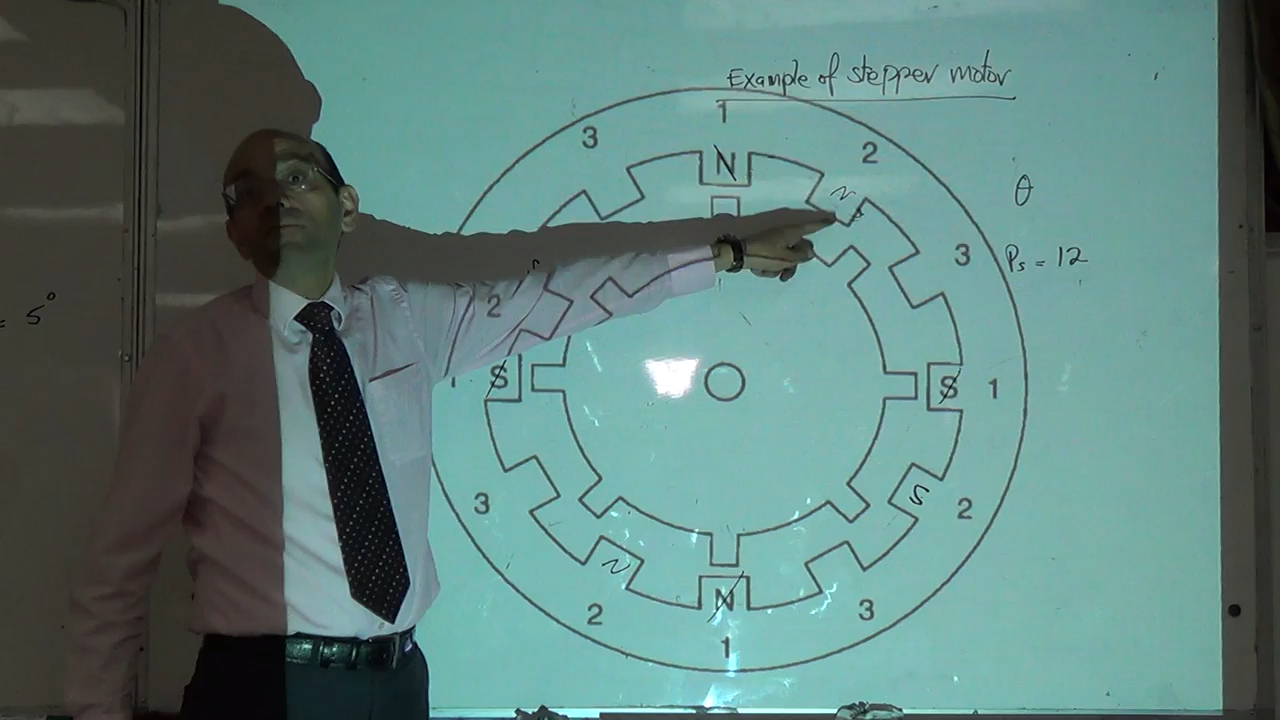 Example of stepper motor
1
3
2
N
N
θ
3
Ps = 12
2
= 5°
S
S
1
3
S
2
N
N
2
3
1